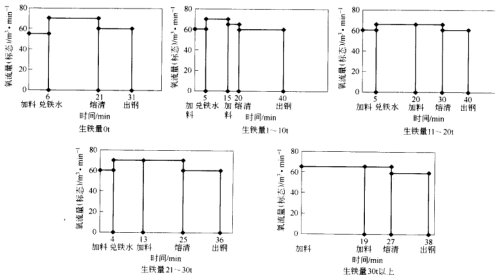 氧流量(标态)/m³·min⁻¹
80
60
40
20
0
6
21
31
加料 兑铁水
熔清
出钢
时间/min
生铁量0t
氧流量(标态)/m³·min⁻¹
80
60
40
20
0
5
15
20
40
加料
兑铁水
加料
熔清
出钢
时间/min
生铁量1～10t
氧流量(标态)/m³·min⁻¹
80
60
40
20
0
5
20
30
40
加料 兑铁水
加料
熔清
出钢
时间/min
生铁量11～20t
氧流量(标态)/m³·min⁻¹
80
60
40
20
0
4
13
25
36
加料 兑铁水
加料
熔清
出钢
时间/min
生铁量21～30t
氧流量(标态)/m³·min⁻¹
80
60
40
20
0
19
27
38
加料
加料
熔清
出钢
时间/min
生铁量30t以上